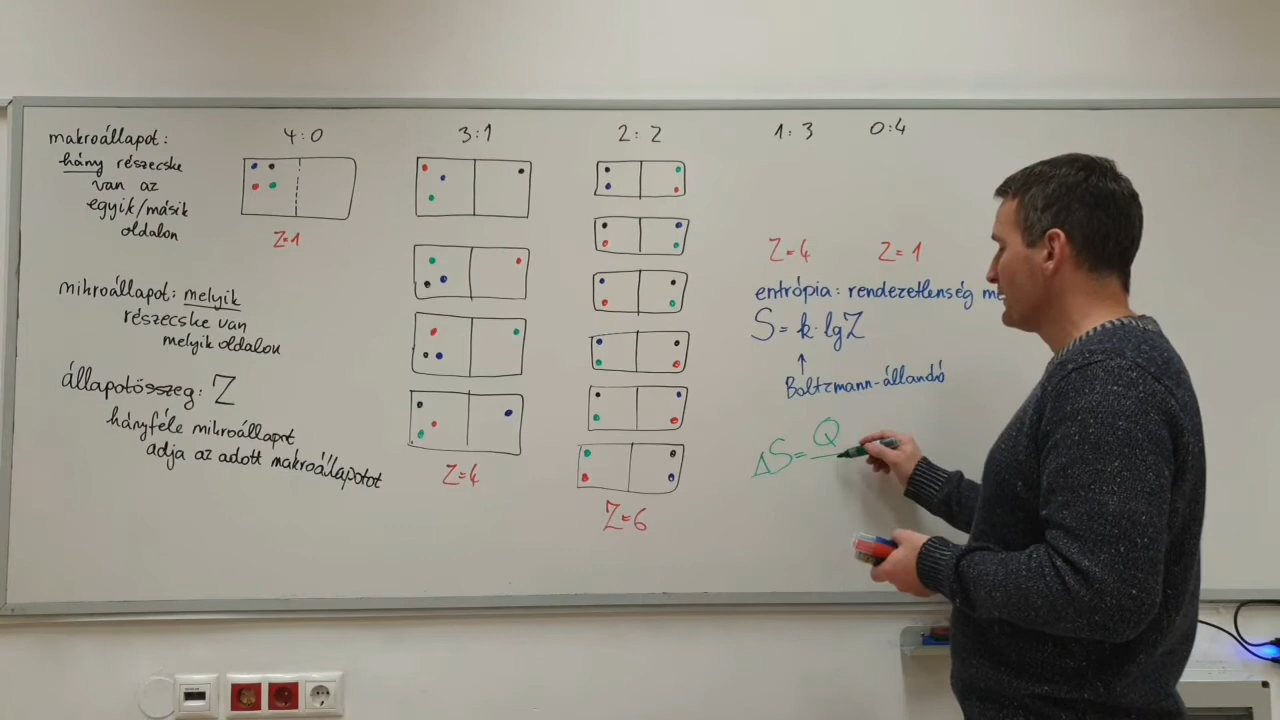 makroállapot:
hány részecske
van az
egyik/másik
oldalon
mikroállapot: melyik
részecske van
melyik oldalon
állapotösszeg: Z
hányféle mikroállapot
adja az adott makroállapotot
4:0
Z=1
3:1
Z=4
2:2
Z=6
1:3
0:4
Z=4
Z=1
entrópia: rendezetlenség
S=k·lgZ
↑
Boltzmann-állandó
ΔS=Q